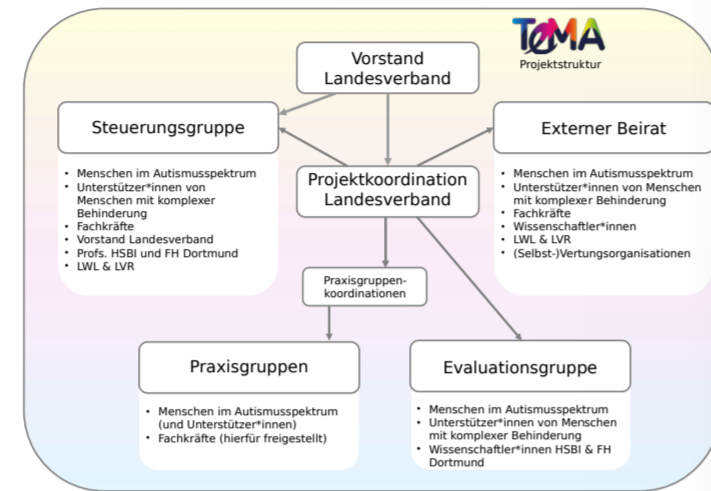 TEMA
Projektstruktur
Vorstand
Landesverband
Steuerungsgruppe
• Menschen im Autismusspektrum
• Unterstützer*innen von
Menschen mit komplexer
Behinderung
• Fachkräfte
• Vorstand Landesverband
• Profs. HSBI und FH Dortmund
• LWL & LVR
Projektkoordination
Landesverband
Externer Beirat
• Menschen im Autismusspektrum
• Unterstützer*innen von Menschen
mit komplexer Behinderung
• Fachkräfte
• Wissenschaftler*innen
• LWL & LVR
• (Selbst-)Vertungsorganisationen
Praxisgruppen-
koordinationen
Praxisgruppen
• Menschen im Autismusspektrum
(und Unterstützer*innen)
• Fachkräfte (hierfür freigestellt)
Evaluationsgruppe
• Menschen im Autismusspektrum
• Unterstützer*innen von Menschen
mit komplexer Behinderung
• Wissenschaftler*innen HSBI & FH
Dortmund